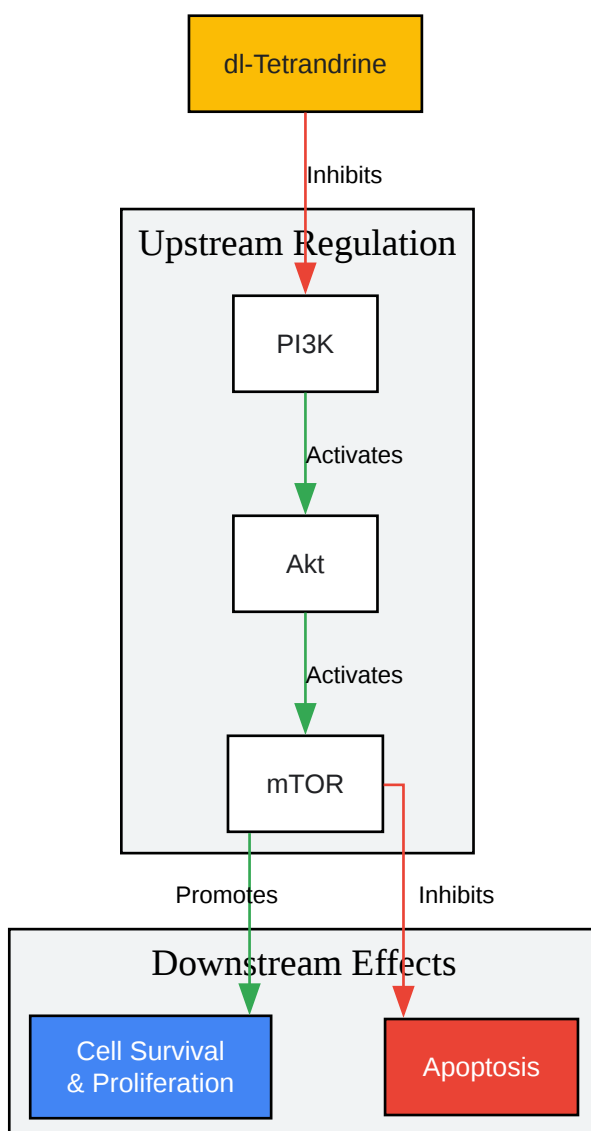 dl-Tetrandrine
Inhibits
Upstream Regulation
PI3K
Activates
Akt
Activates
mTOR
Promotes
Inhibits
Downstream Effects
Cell Survival
& Proliferation
Apoptosis